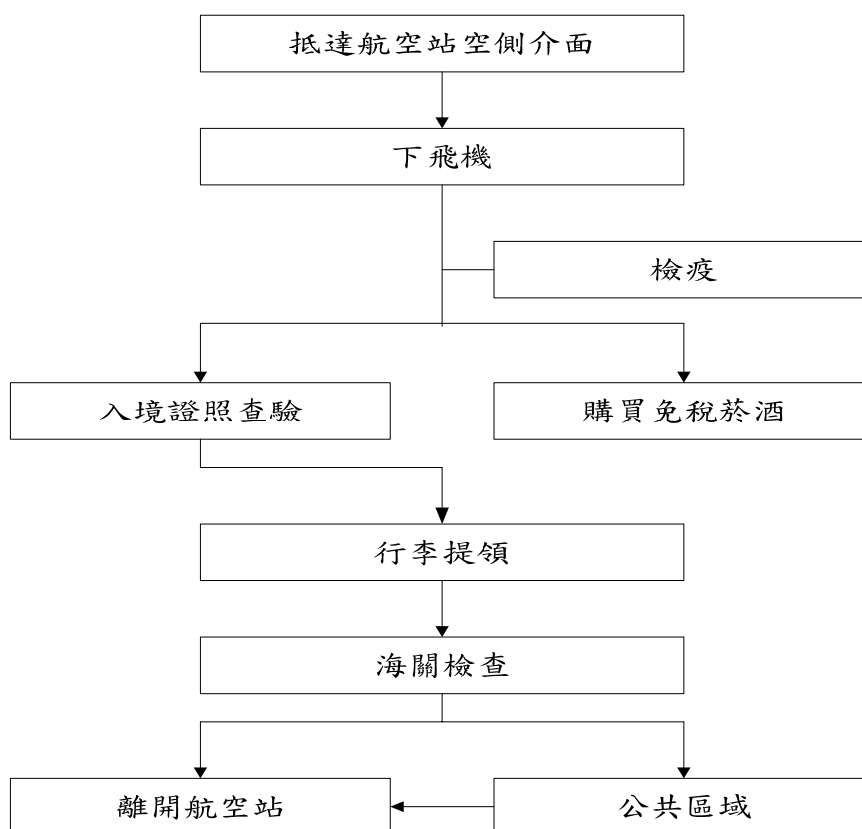 抵達航空站空側介面
下飛機
檢疫
入境證照查驗
購買免稅菸酒
行李提領
海關檢查
離開航空站
公共區域